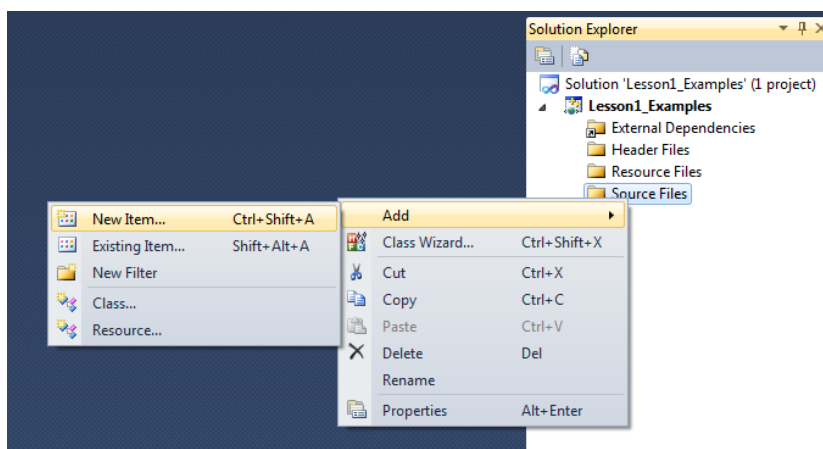 Solution Explorer
Solution 'Lesson1_Examples' (1 project)
Lesson1_Examples
External Dependencies
Header Files
Resource Files
Source Files
Add
Class Wizard... Ctrl+Shift+X
Cut Ctrl+X
Copy Ctrl+C
Paste Ctrl+V
Delete Del
Rename
Properties Alt+Enter
New Item... Ctrl+Shift+A
Existing Item... Shift+Alt+A
New Filter
Class...
Resource...